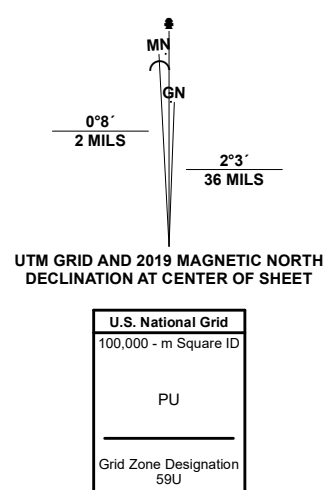 MN
GN
0°8´
2 MILS
2°3´
36 MILS
UTM GRID AND 2019 MAGNETIC NORTH
DECLINATION AT CENTER OF SHEET
U.S. National Grid
100,000 - m Square ID
PU
Grid Zone Designation
59U